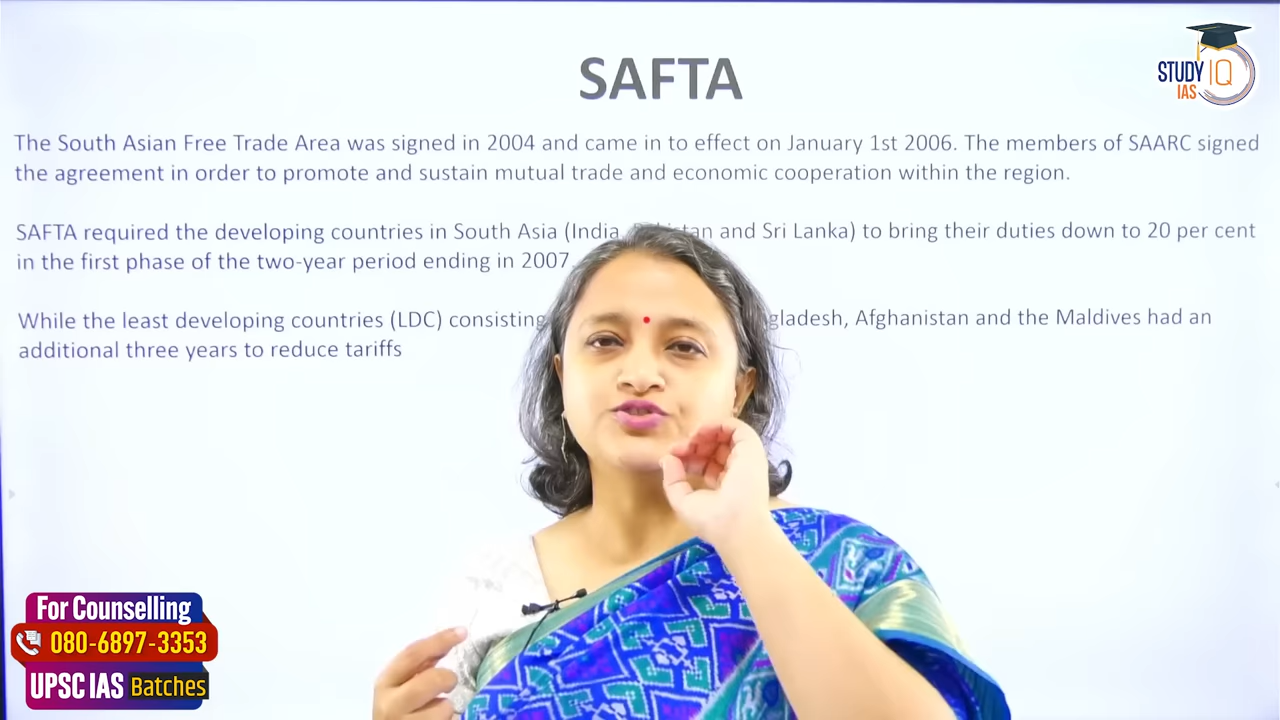 SAFTA
STUDY IQ
IAS
The South Asian Free Trade Area was signed in 2004 and came in to effect on January 1st 2006. The members of SAARC signed
the agreement in order to promote and sustain mutual trade and economic cooperation within the region.
SAFTA required the developing countries in South Asia (India, and Sri Lanka) to bring their duties down to 20 per cent
in the first phase of the two-year period ending in 2007
While the least developing countries (LDC) consisting Afghanistan and the Maldives had an
additional three years to reduce tariffs
For Counselling
080-6897-3353
UPSC IAS Batches